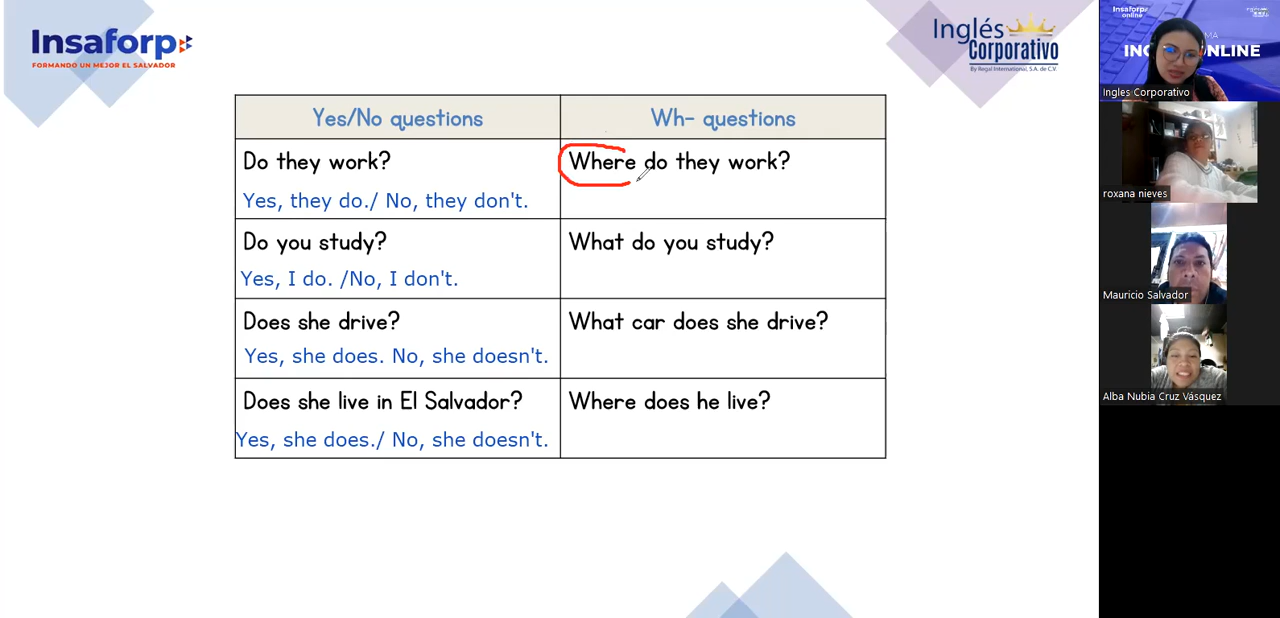 Insaforp
FORMANDO UN MEJOR EL SALVADOR
Inglés
Corporativo
By Regal International, S.A. de C.V.
Yes/No questions
Wh- questions
Do they work?
Yes, they do./ No, they don't.
Where do they work?
Do you study?
Yes, I do. /No, I don't.
What do you study?
Does she drive?
Yes, she does. No, she doesn't.
What car does she drive?
Does she live in El Salvador?
Yes, she does./ No, she doesn't.
Where does he live?
Insaforp
online
ONLINE
Ingles Corporativo
roxana nieves
Mauricio Salvador
Alba Nubia Cruz Vásquez